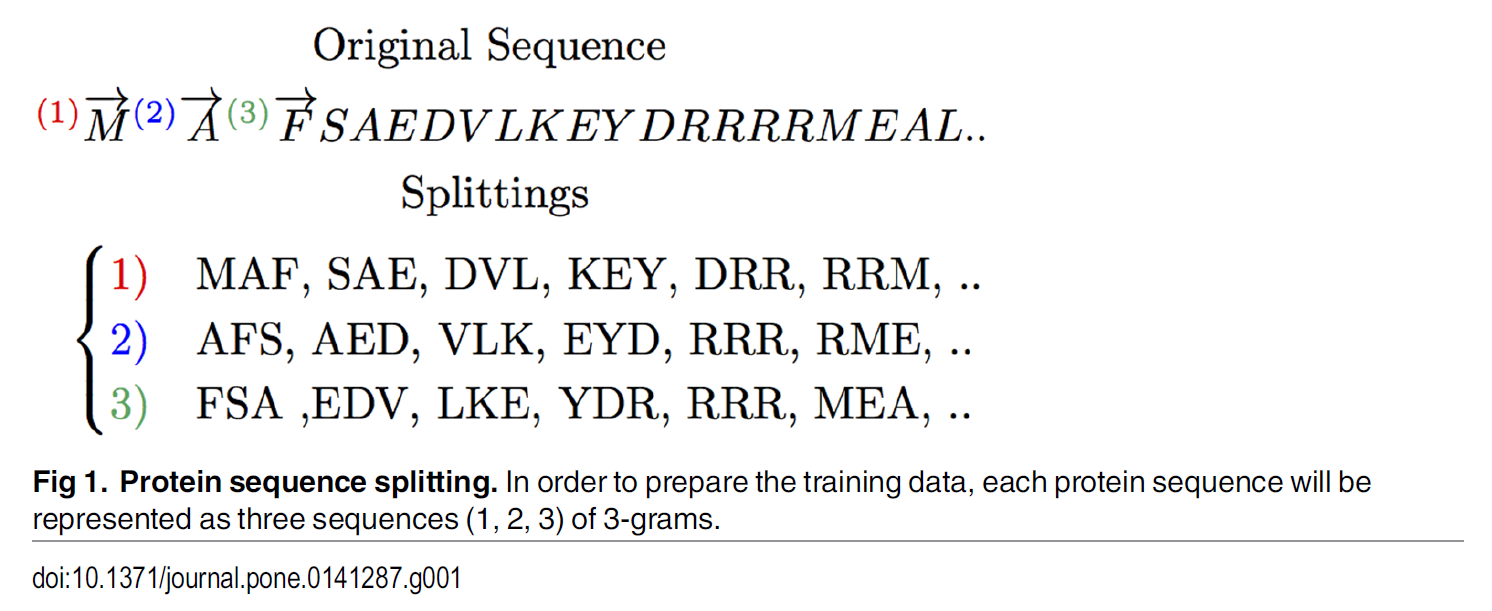 Original Sequence
(1) M (2) A (3) F S A E D V L K E Y D R R R R M E A L ..
Splittings
1) MAF, SAE, DVL, KEY, DRR, RRM, ..
2) AFS, AED, VLK, EYD, RRR, RME, ..
3) FSA ,EDV, LKE, YDR, RRR, MEA, ..
Fig 1. Protein sequence splitting. In order to prepare the training data, each protein sequence will be
represented as three sequences (1, 2, 3) of 3-grams.
doi:10.1371/journal.pone.0141287.g001